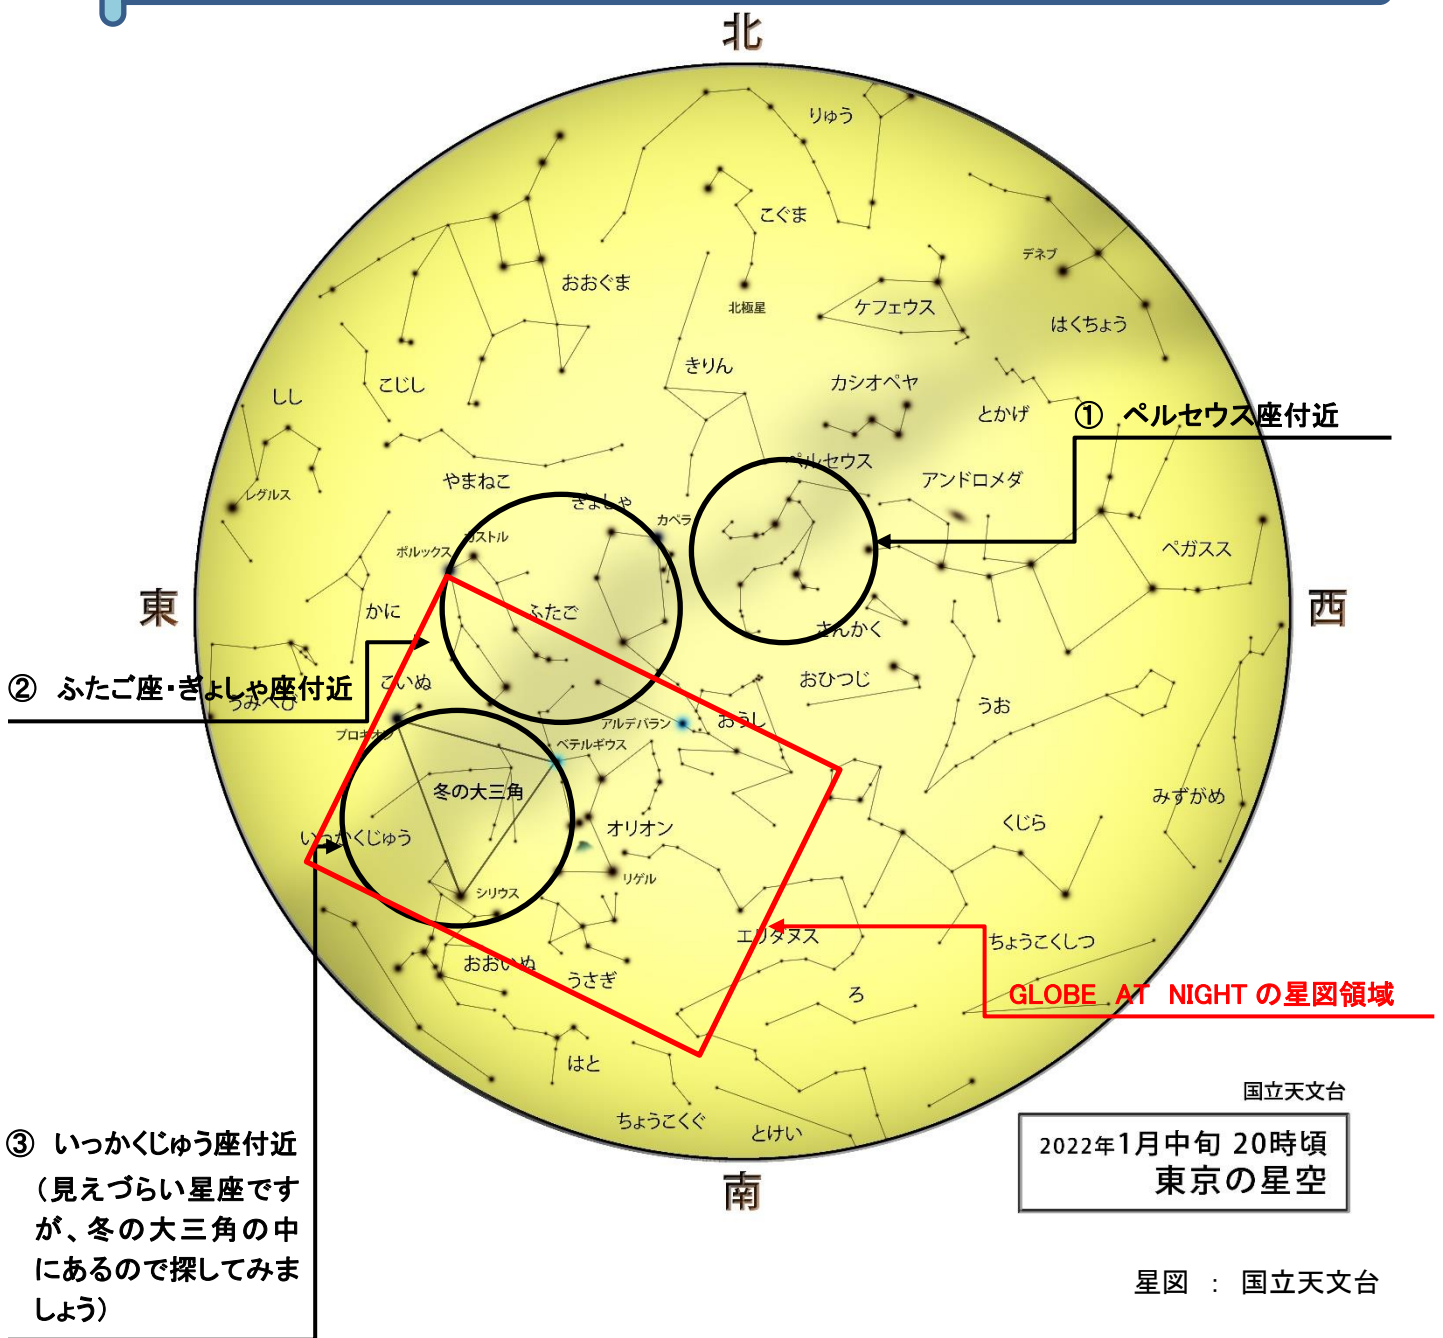 北
りゅう
こぐま
デネブ
おおぐま
北極星
ケフェウス
はくちょう
きりん
カシオペヤ
こじし
しし
とかげ
① ペルセウス座付近
ペルセウス
アンドロメダ
やまねこ
レグルス
ぎょしゃ
カペラ
カストル
ポルックス
ペガスス
東
西
かに
ふたご
さんかく
② ふたご座・ぎょしゃ座付近
こいぬ
おひつじ
うみへび
うお
アルデバラン
おうし
プロキオン
ベテルギウス
冬の大三角
みずがめ
いっかくじゅう
オリオン
くじら
リゲル
シリウス
エリダヌス
ちょうこくしつ
おおいぬ
うさぎ
ろ
GLOBE AT NIGHT の星図領域
はと
国立天文台
ちょうこくぐ
とけい
③ いっかくじゅう座付近
（見えづらい星座です
が、冬の大三角の中
にあるので探してみま
しょう）
2022年1月中旬 20時頃
東京の星空
南
星図 : 国立天文台